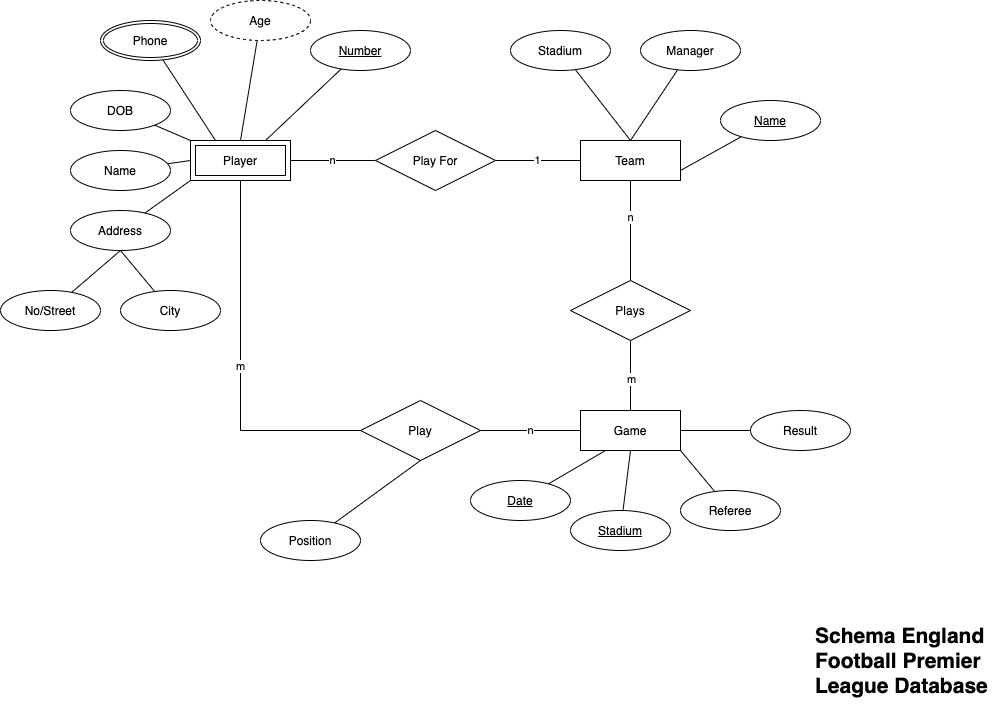 Age
Phone
Number
Stadium
Manager
DOB
Name
Name
Player
n
Play For
1
Team
Address
n
No/Street
City
Plays
m
m
Play
n
Game
Result
Date
Stadium
Referee
Position
Schema England
Football Premier
League Database